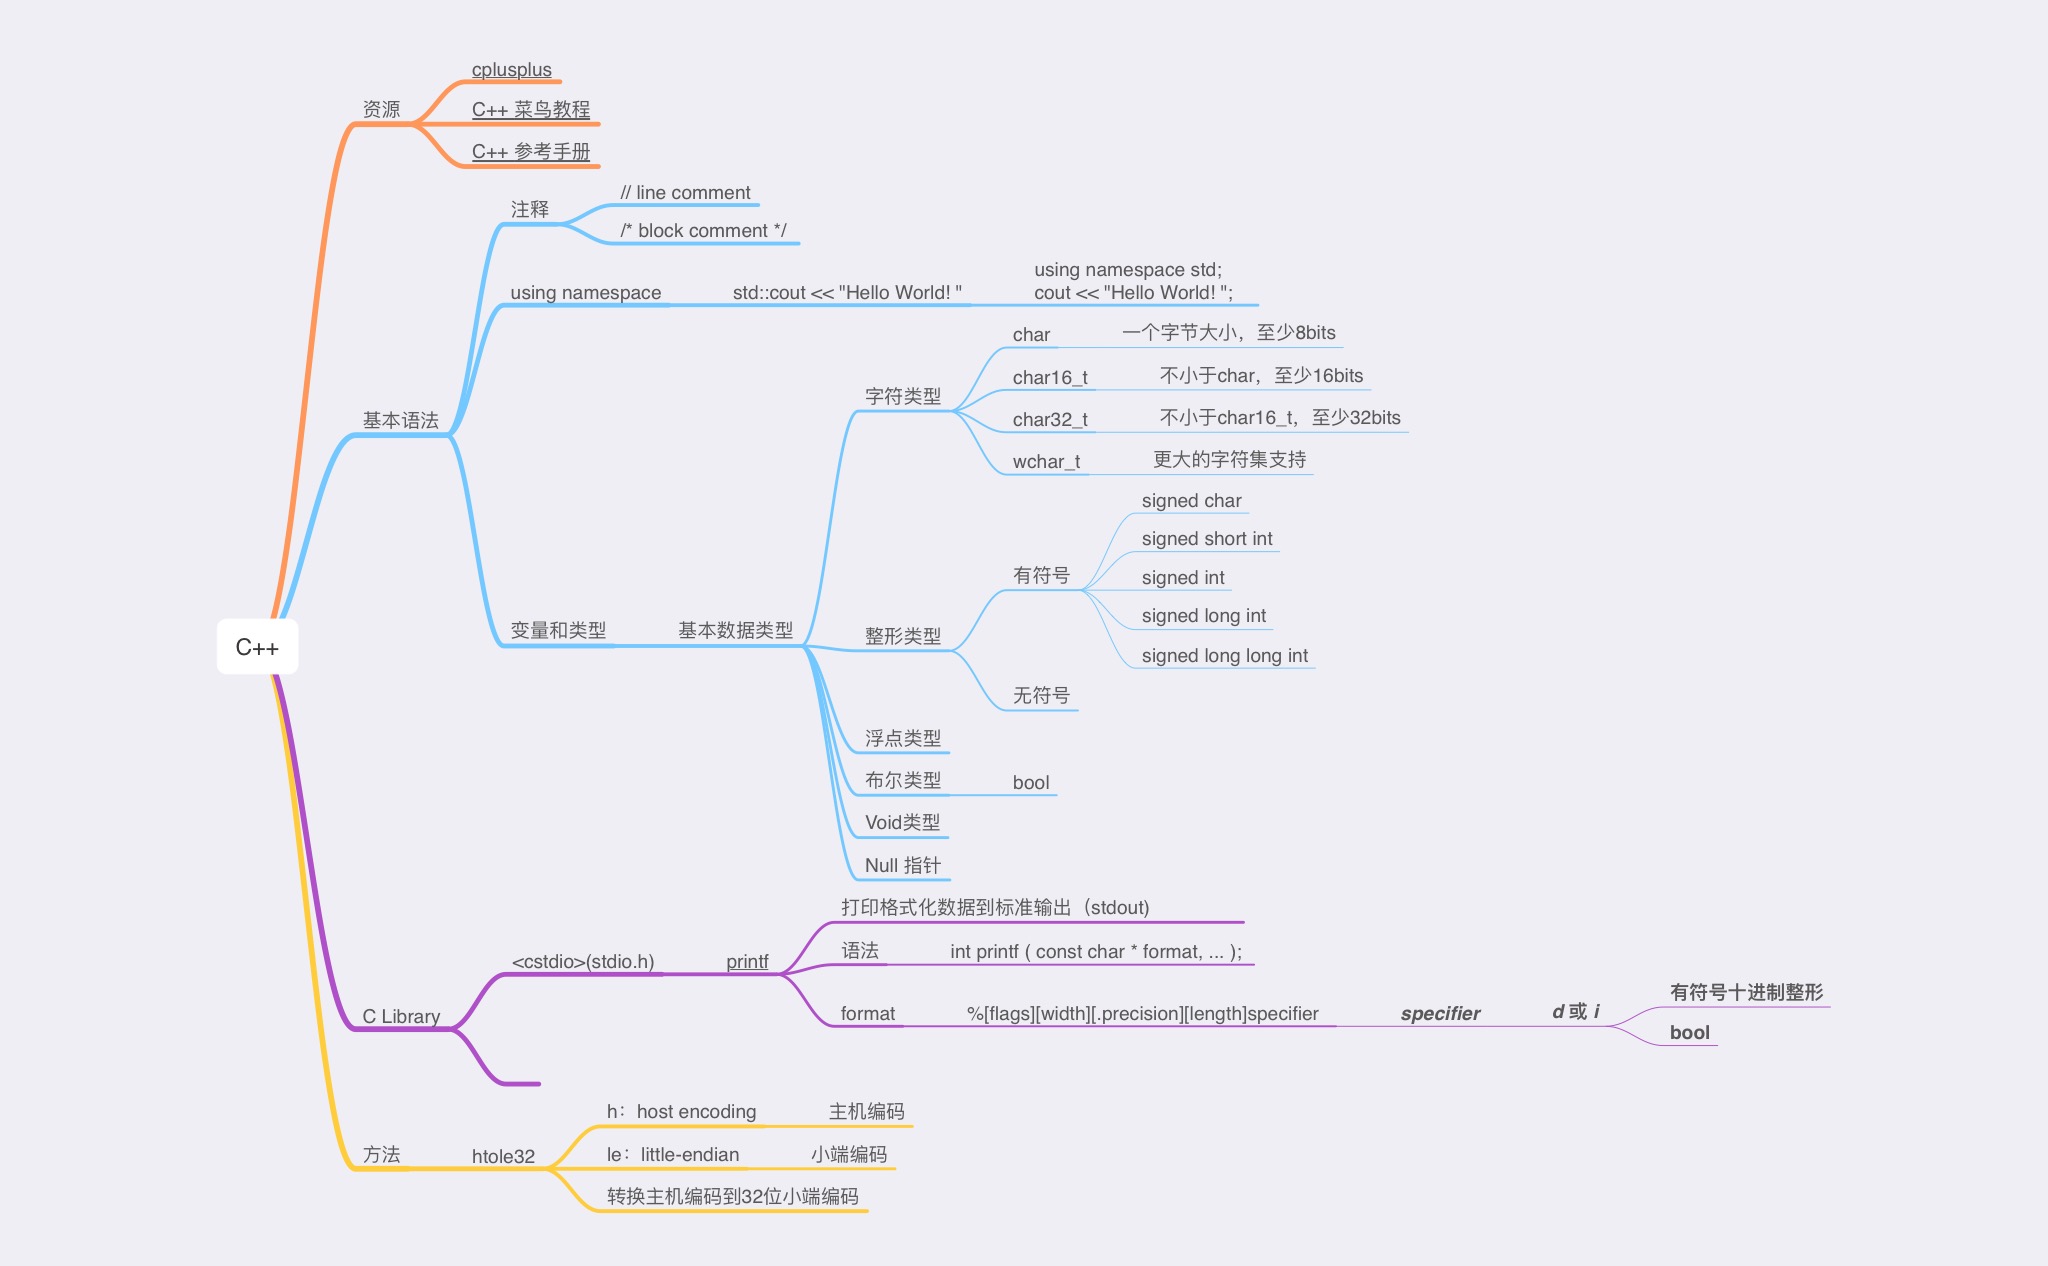 cplusplus
资源
C++ 菜鸟教程
C++ 参考手册
// line comment
注释
/* block comment */
using namespace
std::cout << "Hello World! "
using namespace std;
cout << "Hello World! ";
char
一个字节大小，至少8bits
char16_t
不小于char，至少16bits
字符类型
char32_t
不小于char16_t，至少32bits
wchar_t
更大的字符集支持
基本语法
signed char
signed short int
有符号
signed int
signed long int
signed long long int
变量和类型
基本数据类型
整形类型
无符号
C++
浮点类型
布尔类型
bool
Void类型
Null 指针
打印格式化数据到标准输出（stdout)
语法
int printf ( const char * format, ... );
<cstdio>(stdio.h)
printf
format
%[flags][width][.precision][length]specifier
specifier
d 或 i
有符号十进制整形
bool
C Library
h：host encoding
主机编码
方法
htole32
le：little-endian
小端编码
转换主机编码到32位小端编码